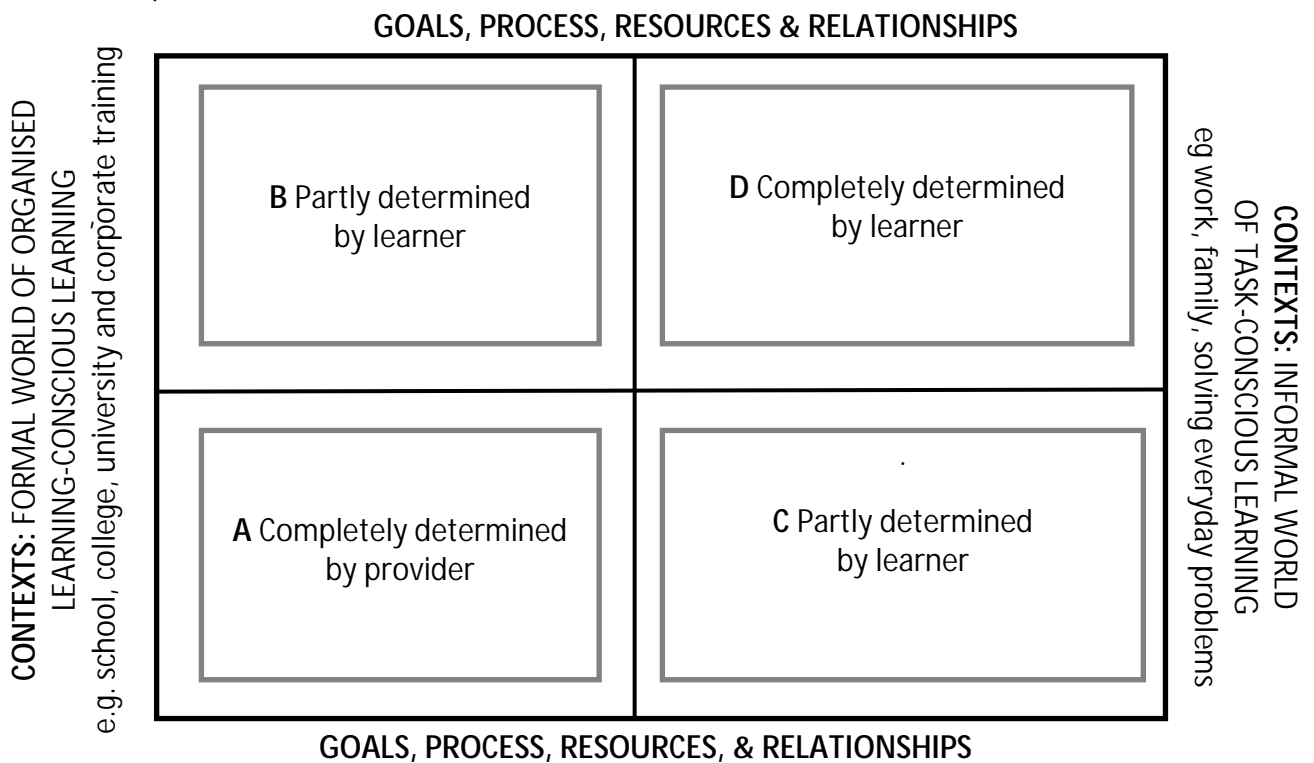 GOALS, PROCESS, RESOURCES & RELATIONSHIPS
CONTEXTS: FORMAL WORLD OF ORGANISED
LEARNING-CONSCIOUS LEARNING
e.g. school, college, university and corporate training
B Partly determined
by learner
D Completely determined
by learner
A Completely determined
by provider
C Partly determined
by learner
CONTEXTS: INFORMAL WORLD
OF TASK-CONSCIOUS LEARNING
eg work, family, solving everyday problems
GOALS, PROCESS, RESOURCES, & RELATIONSHIPS